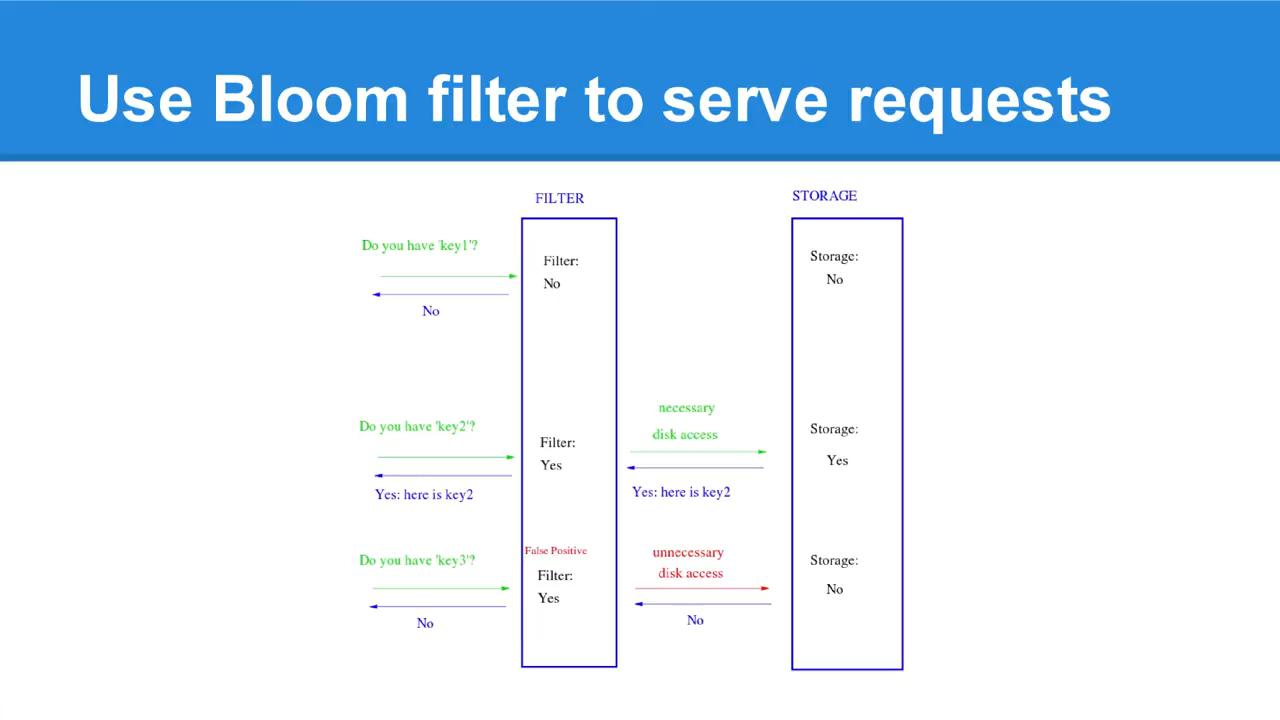 Use Bloom filter to serve requests
FILTER
STORAGE
Do you have 'key1'?
Filter:
No
No
Storage:
No
Do you have 'key2'?
Filter:
Yes
Yes: here is key2
necessary
disk access
Yes: here is key2
Storage:
Yes
Do you have 'key3'?
False Positive
Filter:
Yes
No
unnecessary
disk access
No
Storage:
No